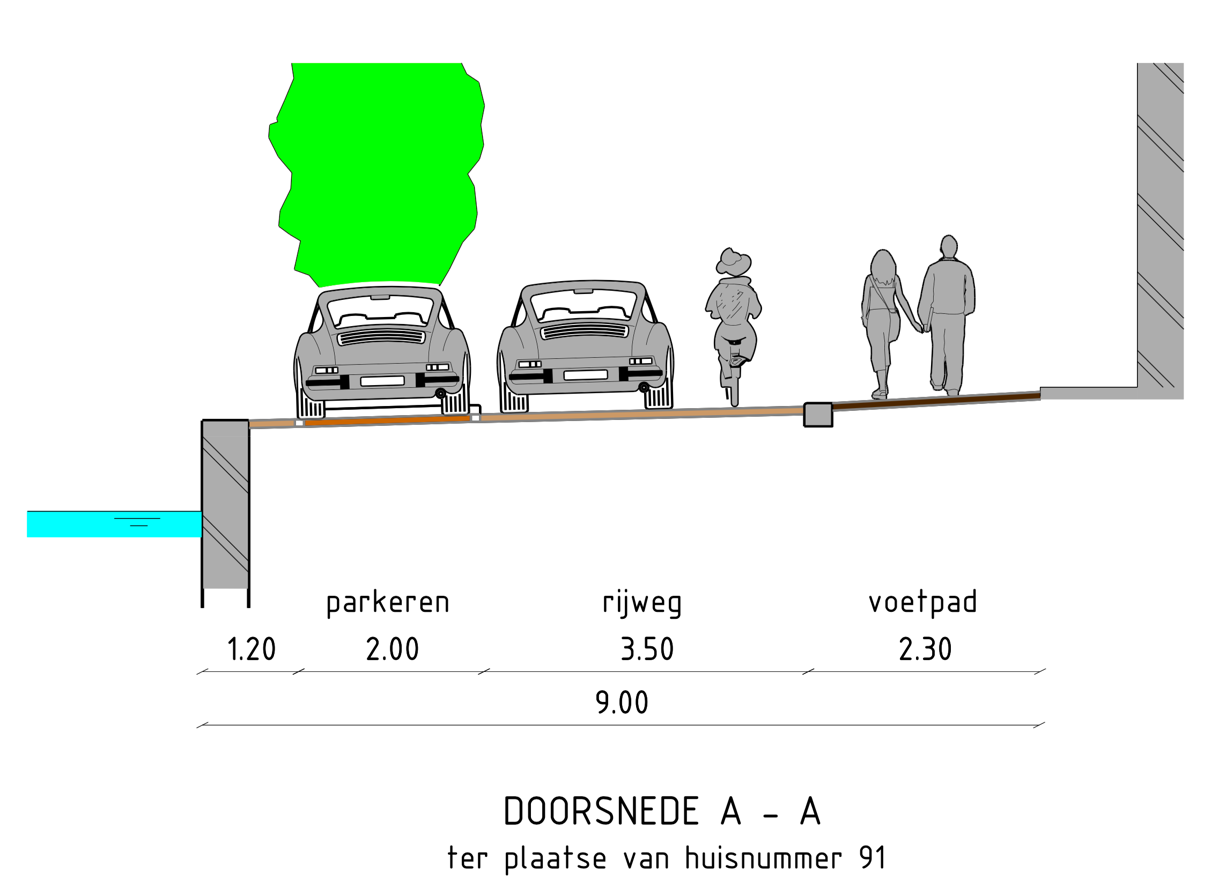 parkeren rijweg voetpad
1.20 2.00 3.50 2.30
9.00
DOORSNEDE A - A
ter plaatse van huisnummer 91